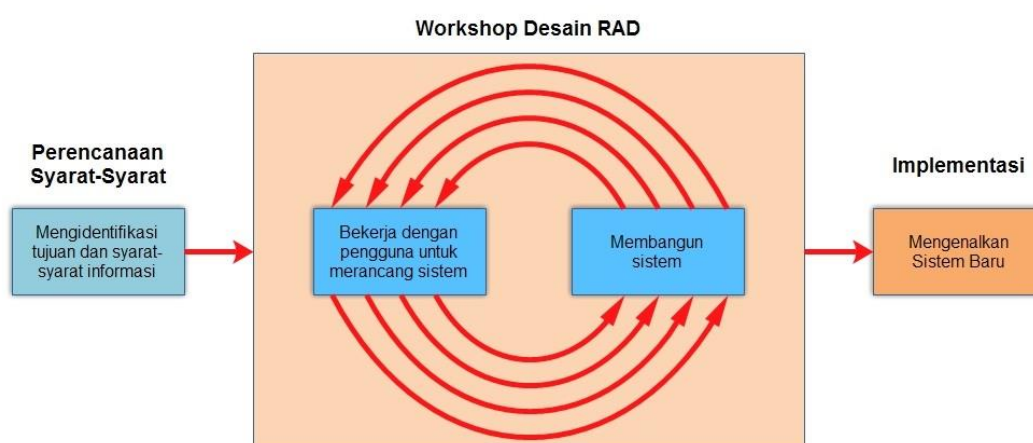 Workshop Desain RAD
Perencanaan
Syarat-Syarat
Mengidentifikasi
tujuan dan syarat-
syarat informasi
Bekerja dengan
pengguna untuk
merancang sistem
Membangun
sistem
Implementasi
Mengenalkan
Sistem Baru